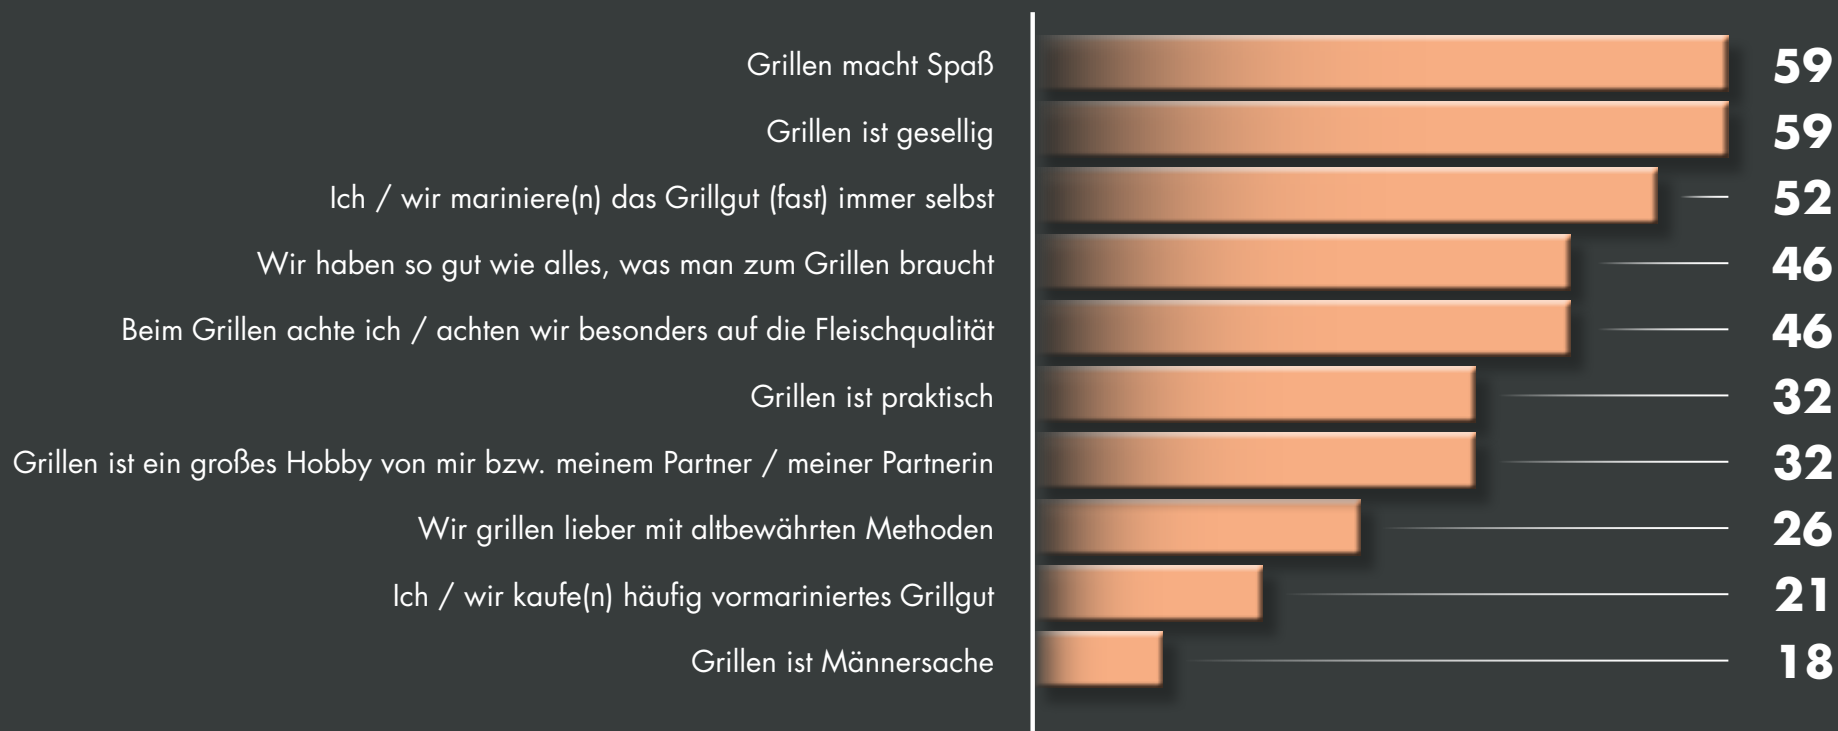 Grillen macht Spaß 59
Grillen ist gesellig 59
Ich / wir mariniere(n) das Grillgut (fast) immer selbst 52
Wir haben so gut wie alles, was man zum Grillen braucht 46
Beim Grillen achte ich / achten wir besonders auf die Fleischqualität 46
Grillen ist praktisch 32
Grillen ist ein großes Hobby von mir bzw. meinem Partner / meiner Partnerin 32
Wir grillen lieber mit altbewährten Methoden 26
Ich / wir kaufe(n) häufig vormariniertes Grillgut 21
Grillen ist Männersache 18